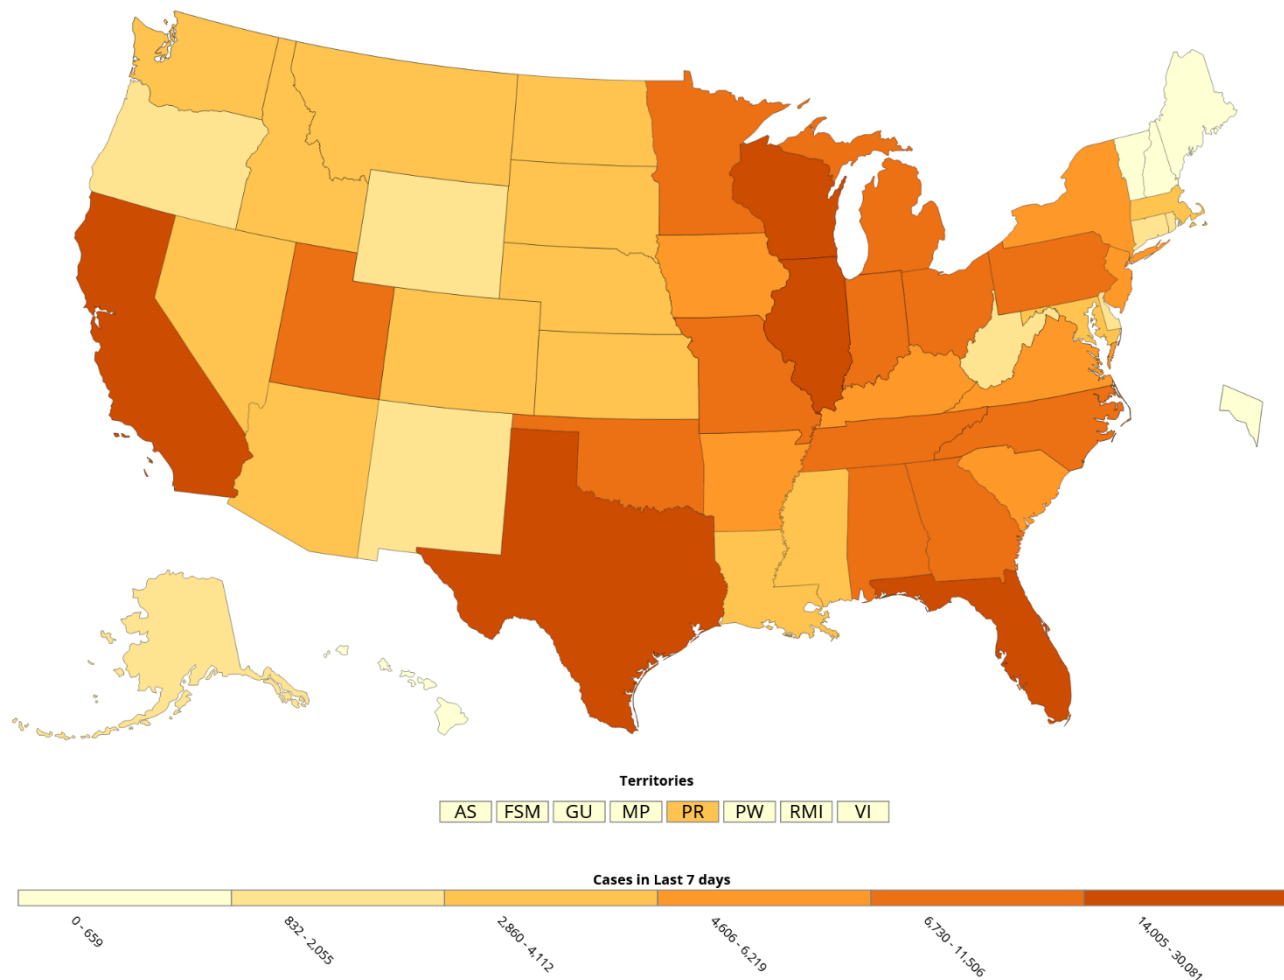 Territories
AS FSM GU MP PR PW RMI VI
Cases in Last 7 days
0 - 659
832 - 2,055
2,860 - 4,112
4,606 - 6,219
6,730 - 11,506
14,005 - 30,081